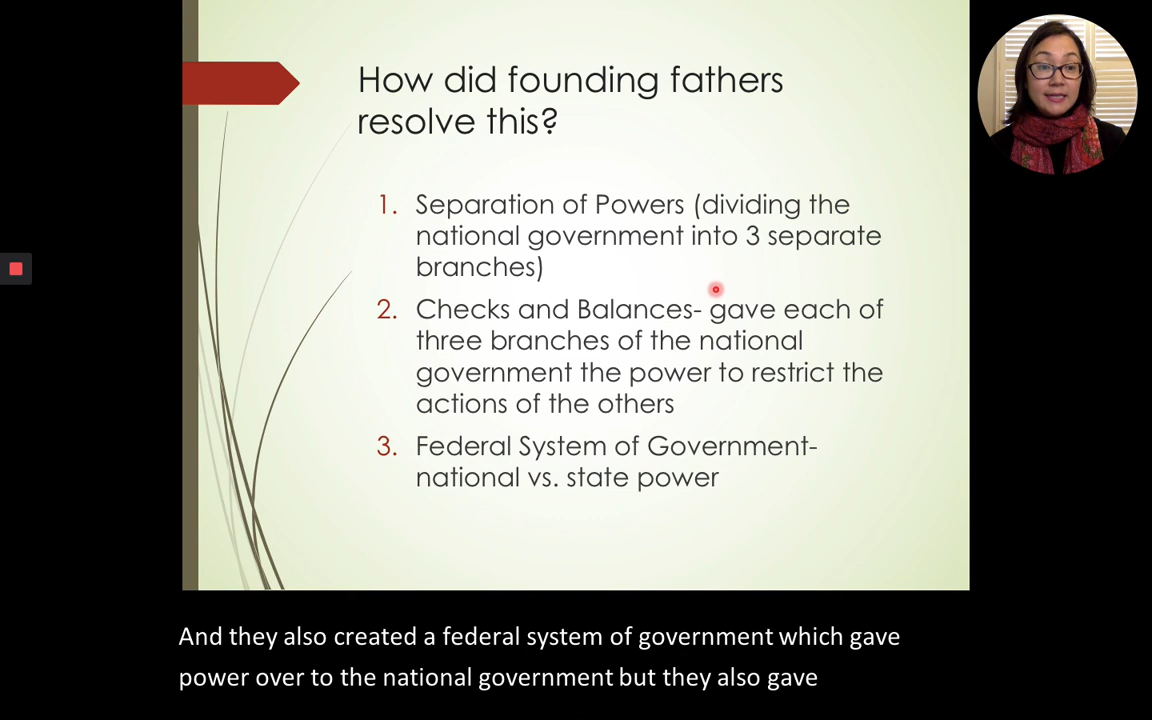 How did founding fathers
resolve this?
1. Separation of Powers (dividing the
national government into 3 separate
branches)
2. Checks and Balances- gave each of
three branches of the national
government the power to restrict the
actions of the others
3. Federal System of Government-
national vs. state power
And they also created a federal system of government which gave
power over to the national government but they also gave